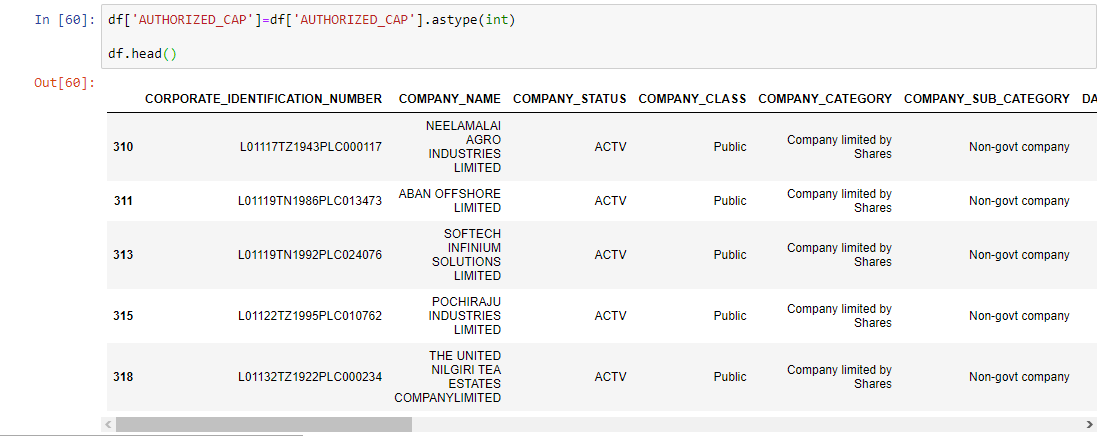 In [60]: df['AUTHORIZED_CAP']=df['AUTHORIZED_CAP'].astype(int)
df.head()
Out[60]:
CORPORATE_IDENTIFICATION_NUMBER COMPANY_NAME COMPANY_STATUS COMPANY_CLASS COMPANY_CATEGORY COMPANY_SUB_CATEGORY DA
310 L01117TZ1943PLC000117 NEELAMALAI
AGRO
INDUSTRIES
LIMITED ACTV Public Company limited by
Shares Non-govt company
311 L01119TN1986PLC013473 ABAN OFFSHORE
LIMITED ACTV Public Company limited by
Shares Non-govt company
313 L01119TN1992PLC024076 SOFTECH
INFINIUM
SOLUTIONS
LIMITED ACTV Public Company limited by
Shares Non-govt company
315 L01122TZ1995PLC010762 POCHIRAJU
INDUSTRIES
LIMITED ACTV Public Company limited by
Shares Non-govt company
318 L01132TZ1922PLC000234 THE UNITED
NILGIRI TEA
ESTATES
COMPANYLIMITED ACTV Public Company limited by
Shares Non-govt company